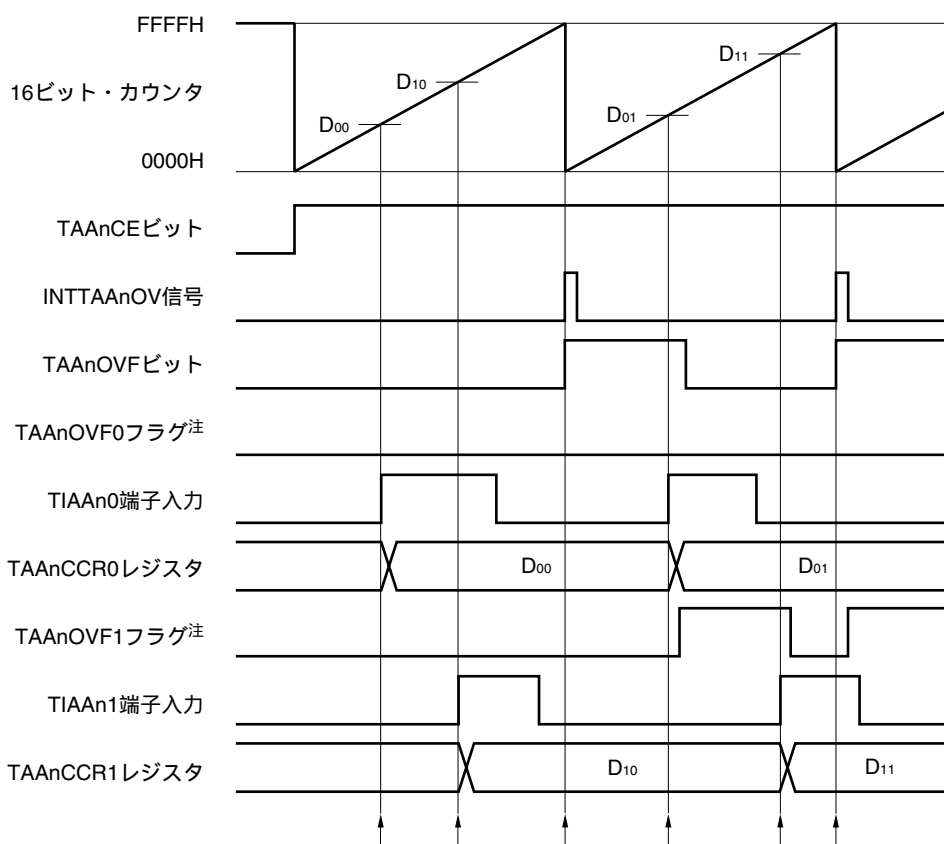 FFFFH
16ビット・カウンタ
0000H
D10
D00
D11
D01
TAAnCEビット
INTTAAnOV信号
TAAnOVFビット
TAAnOVF0フラグ注
TIAAn0端子入力
TAAnCCR0レジスタ
D00
D01
TAAnOVF1フラグ注
TIAAn1端子入力
TAAnCCR1レジスタ
D10
D11